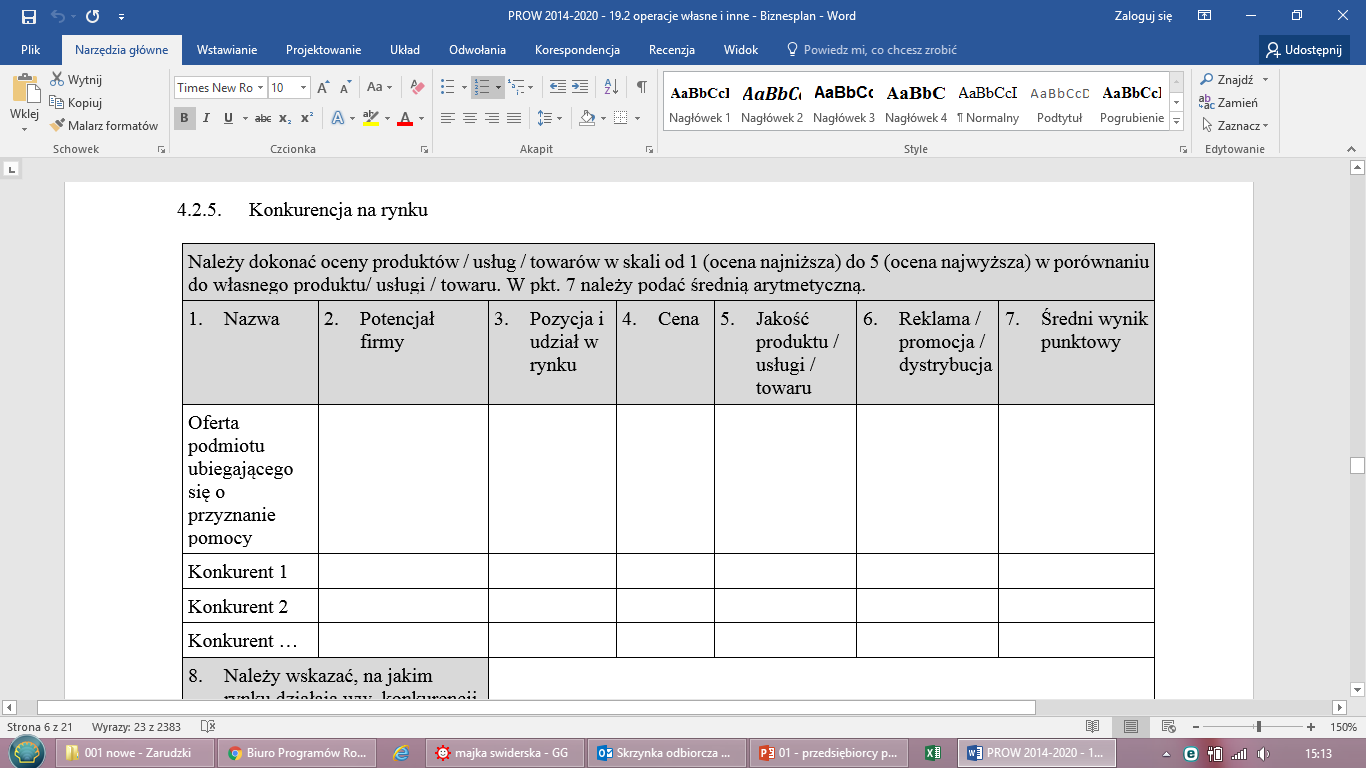 PROW 2014-2020 - 19.2 operacje własne i inne - Biznesplan - Word
Zaloguj się
Plik
Narzędzia główne
Wstawianie
Projektowanie
Układ
Odwołania
Korespondencja
Recenzja
Widok
Powiedz mi, co chcesz zrobić
Udostępnij
Wklej
Wytnij
Kopiuj
Malarz formatów
Schowek
Times New Ro
10
Czcionka
Akapit
AaBbCcI
Nagłówek 1
AaBbCc
Nagłówek 2
AaBbCc
Nagłówek 3
AaBbC
Nagłówek 4
AaBbCcI
¶ Normalny
AaBbCcD
Podtytuł
AaBbCcI
Pogrubienie
Style
Znajdź
Zamień
Zaznacz
Edytowanie
4.2.5. Konkurencja na rynku
Należy dokonać oceny produktów / usług / towarów w skali od 1 (ocena najniższa) do 5 (ocena najwyższa) w porównaniu
do własnego produktu/ usługi / towaru. W pkt. 7 należy podać średnią arytmetyczną.
1. Nazwa
2. Potencjał
firmy
3. Pozycja i
udział w
rynku
4. Cena
5. Jakość
produktu /
usługi /
towaru
6. Reklama /
promocja /
dystrybucja
7. Średni wynik
punktowy
Oferta
podmiotu
ubiegającego
się o
przyznanie
pomocy
Konkurent 1
Konkurent 2
Konkurent …
8. Należy wskazać, na jakim
rynku działają ww. konkurencji
Strona 6 z 21
Wyrazy: 23 z 2383
150%
001 nowe - Zarudzki
Biuro Programów Ro...
majka swiderska - GG
Skrzynka odbiorcza ...
01 - przedsiębiorcy p...
PROW 2014-2020 - 1...
15:13